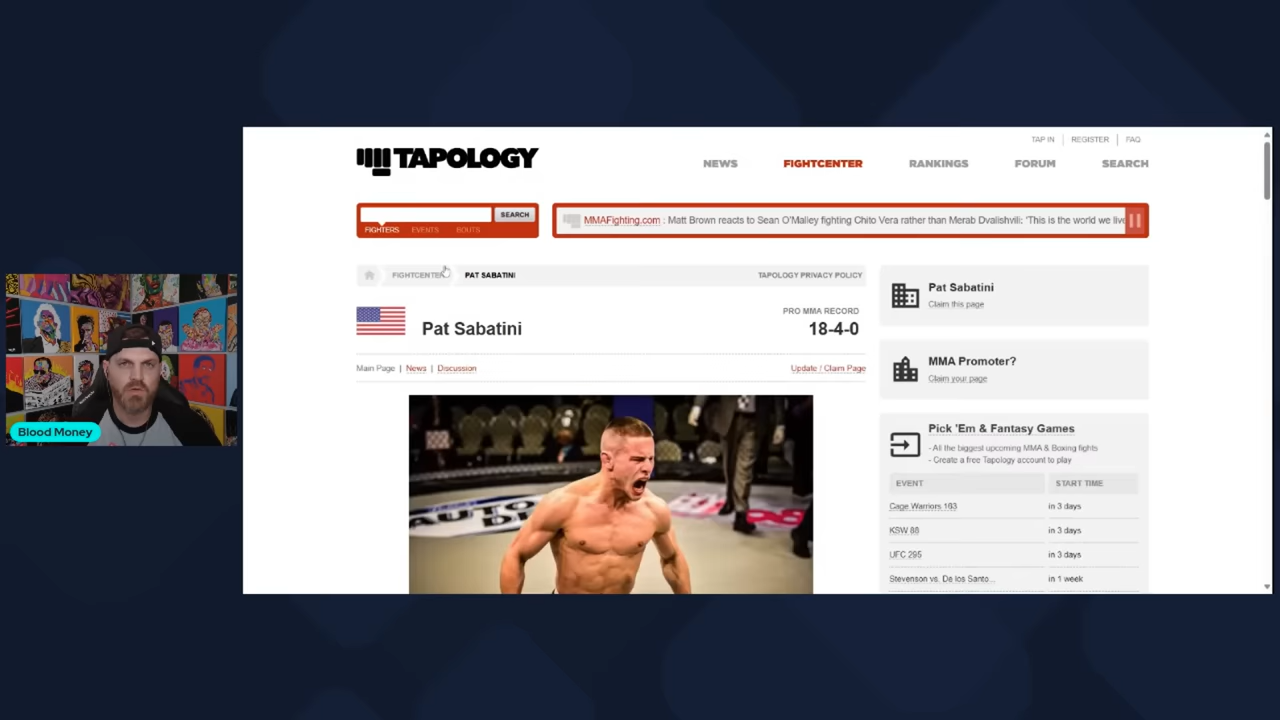 TAP IN | REGISTER | FAQ
TAPOLOGY
NEWS FIGHTCENTER RANKINGS FORUM SEARCH
SEARCH
FIGHTERS EVENTS BOUTS
MMAFighting.com : Matt Brown reacts to Sean O'Malley fighting Chito Vera rather than Merab Dvalishvili: 'This is the world we live
FIGHTCENTER PAT SABATINI TAPOLOGY PRIVACY POLICY
Pat Sabatini
PRO MMA RECORD
18-4-0
Main Page | News | Discussion Update / Claim Page
Pat Sabatini
Claim this page
MMA Promoter?
Claim your page
Pick 'Em & Fantasy Games
- All the biggest upcoming MMA & Boxing fights
- Create a free Tapology account to play
EVENT START TIME
Cage Warriors 163 in 3 days
KSW 88 in 3 days
UFC 295 in 3 days
Stevenson vs. De los Santo... in 1 week
AUTO
Blood Money